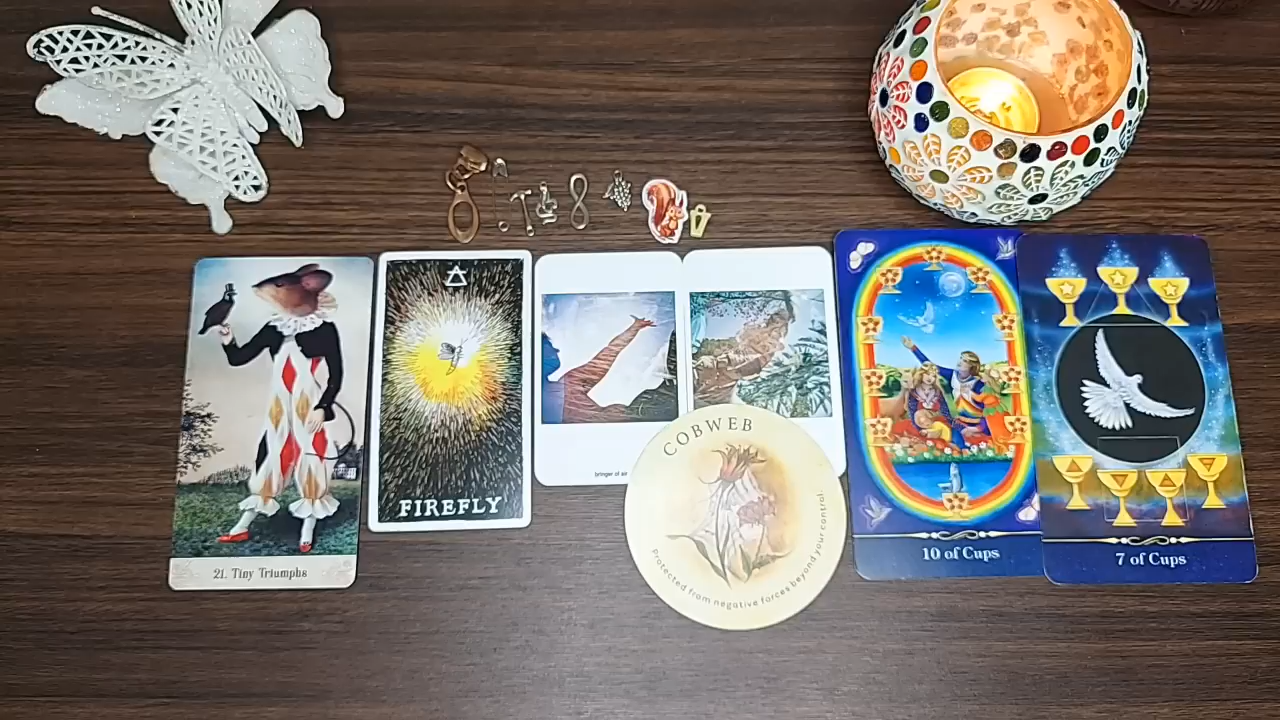 21. Tiny Triumphs
FIREFLY
bringer of air
COBWEB
Protected from negative forces beyond your control.
10 of Cups
7 of Cups